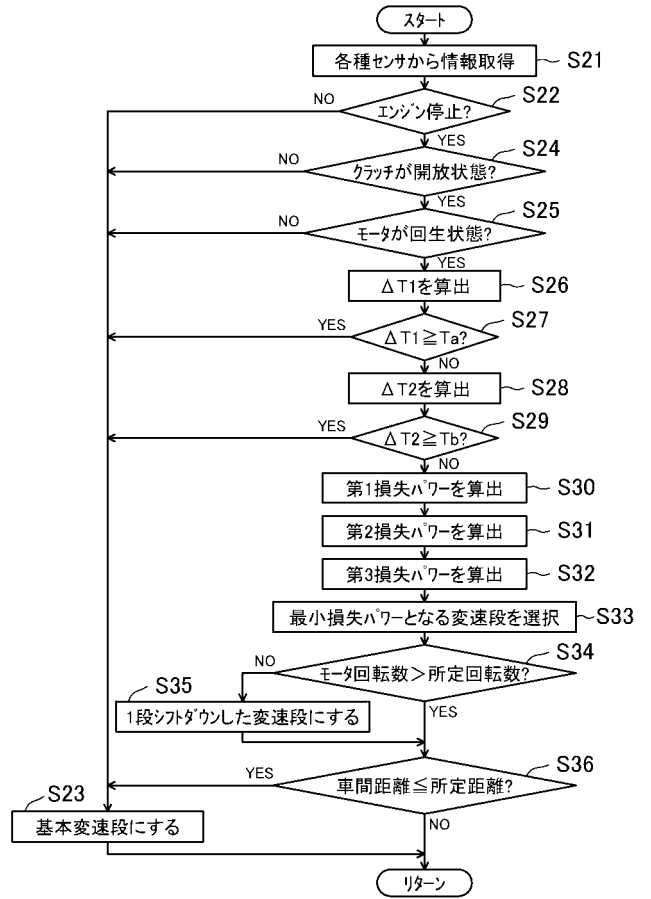 スタート
各種センサから情報取得 S21
NO S22
エンジン停止?
YES S24
NO
クラッチが開放状態?
YES S25
NO
モータが回生状態?
YES
ΔT1を算出 S26
YES S27
ΔT1≧Ta?
NO
ΔT2を算出 S28
YES S29
ΔT2≧Tb?
NO
第1損失パワーを算出 S30
第2損失パワーを算出 S31
第3損失パワーを算出 S32
最小損失パワーとなる変速段を選択 S33
NO S34
モータ回転数>所定回転数?
S35
1段シフトダウンした変速段にする YES
YES S36
車間距離≦所定距離?
S23
基本変速段にする NO
リターン